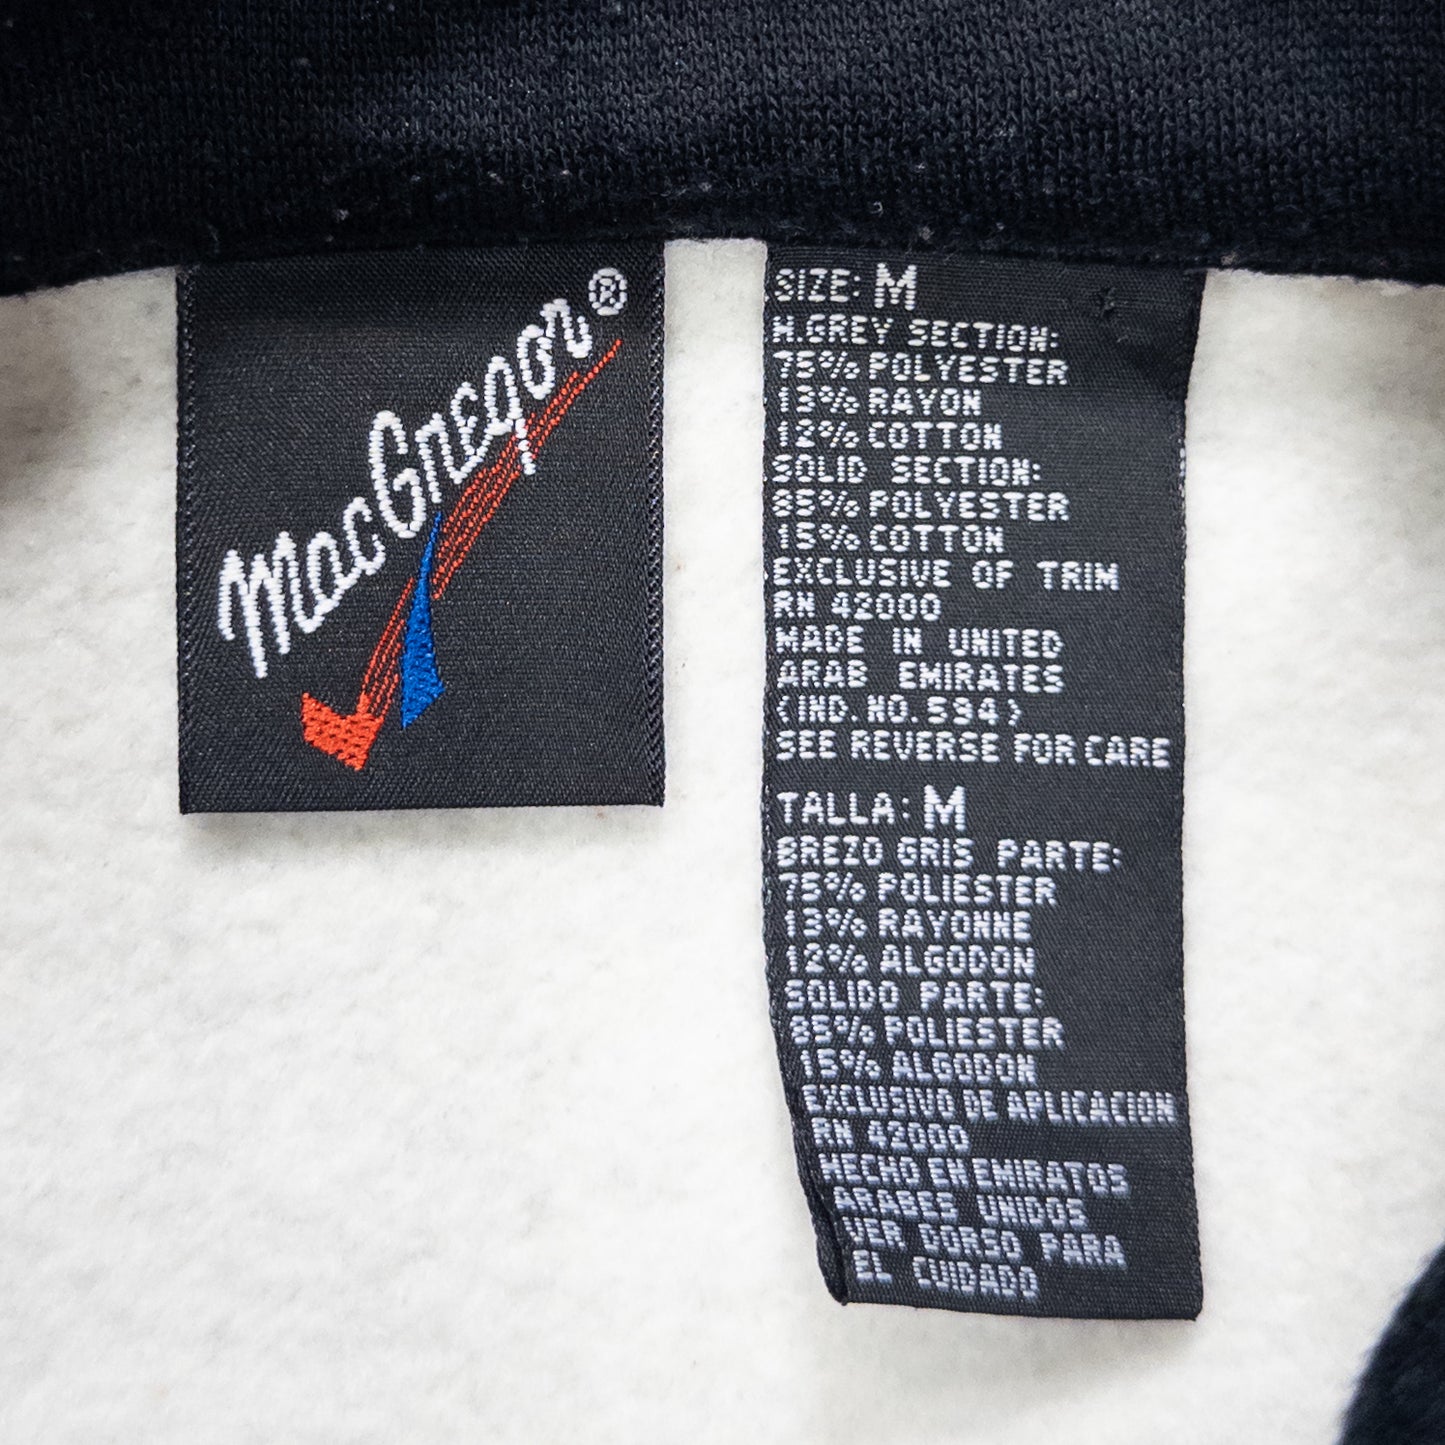 MacGregor®
SIZE: M
H.GREY SECTION:
75% POLYESTER
13% RAYON
12% COTTON
SOLID SECTION:
85% POLYESTER
15% COTTON
EXCLUSIVE OF TRIM
RN 42000
MADE IN UNITED
ARAB EMIRATES
(IND.NO.594)
SEE REVERSE FOR CARE
TALLA: M
BREZO GRIS PARTE:
75% POLIESTER
13% RAYONNE
12% ALGODON
SOLIDO PARTE:
85% POLIESTER
15% ALGODON
EXCLUSIVO DE APLICACION
RN 42000
HECHO EN EMIRATOS
ARABES UNIDOS
VER DORSO PARA
EL CUIDADO